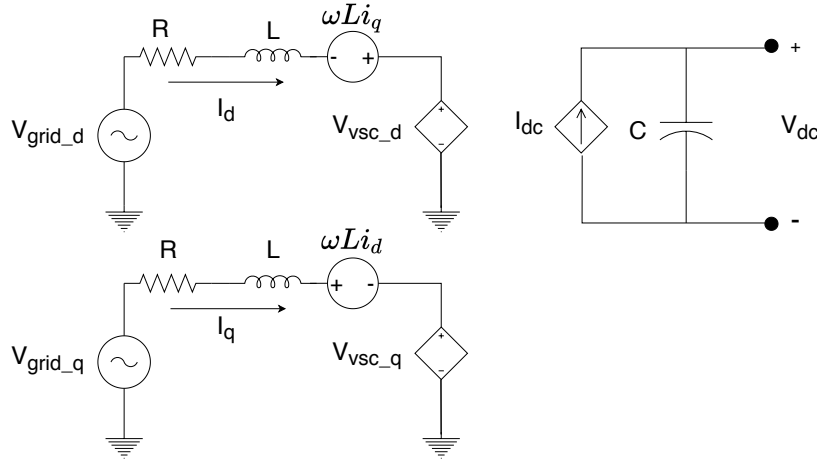 R L ωLi_q
- +
I_d
V_grid_d
V_vsc_d
+
-
I_dc
C
+
V_dc
-
R L ωLi_d
+ -
I_q
V_grid_q
V_vsc_q
+
-